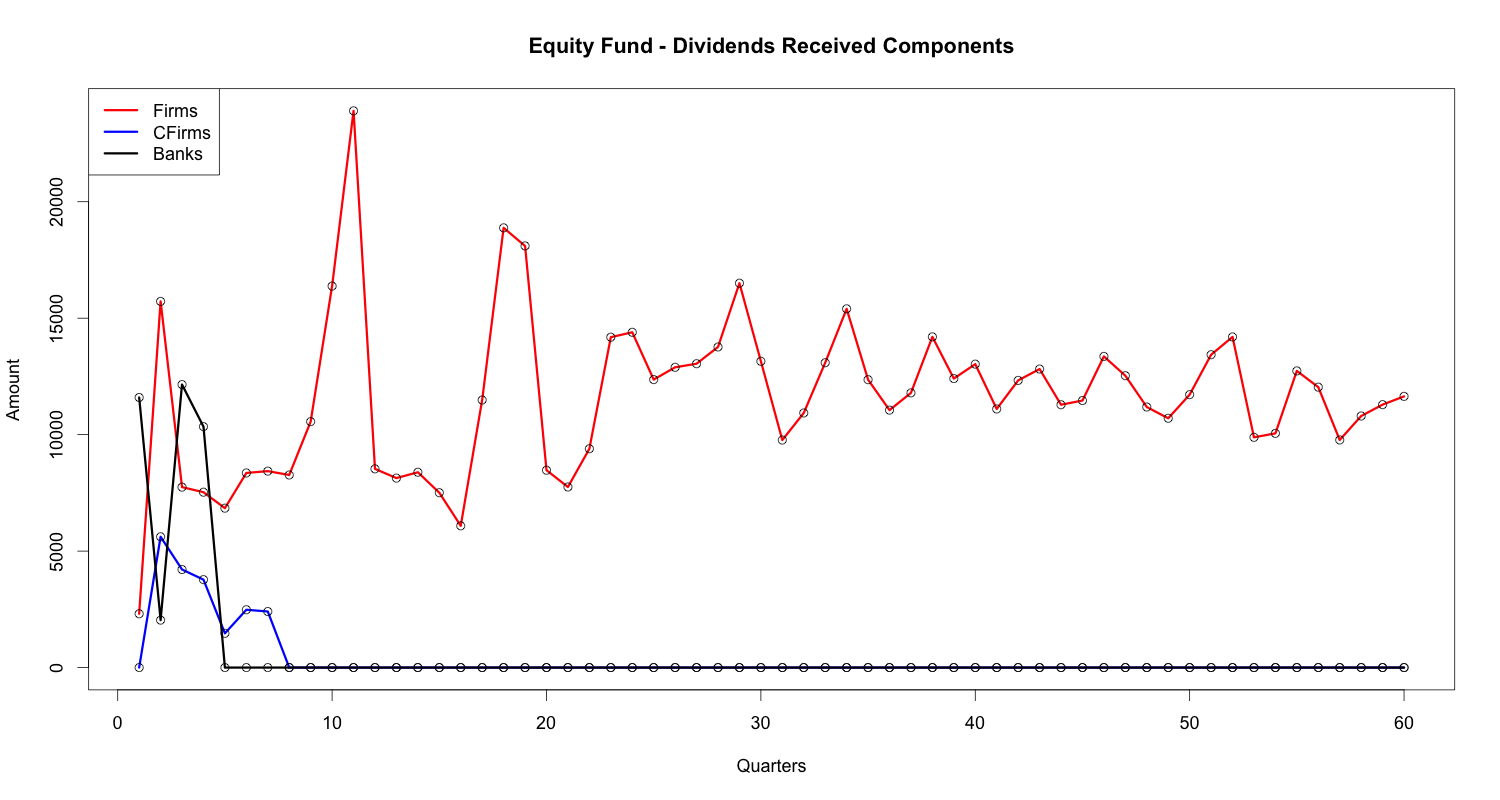 Equity Fund - Dividends Received Components
Firms
CFirms
Banks
Amount
20000
15000
10000
5000
0
0 10 20 30 40 50 60
Quarters